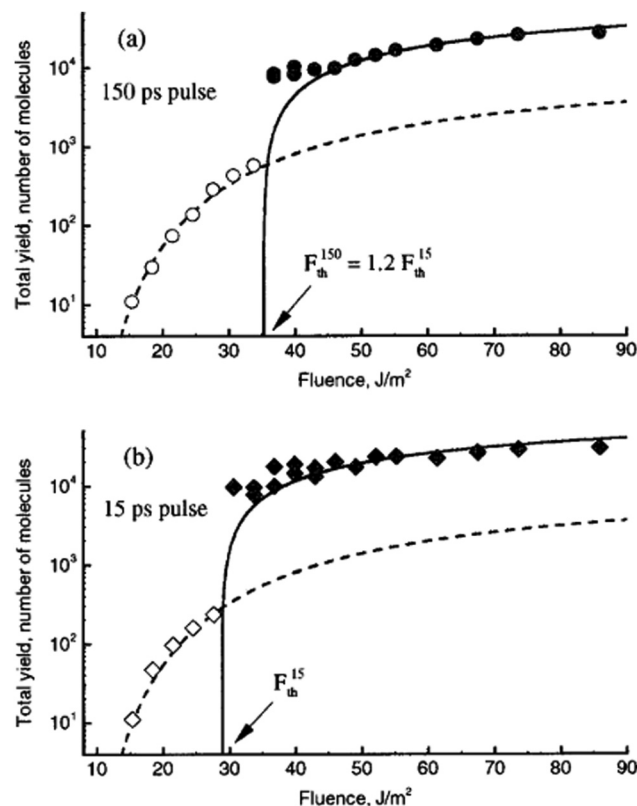 (a)
150 ps pulse
Total yield, number of molecules
10⁴
10³
10²
10¹
F_th^150 = 1.2 F_th^15
10 20 30 40 50 60 70 80 90
Fluence, J/m²
(b)
15 ps pulse
Total yield, number of molecules
10⁴
10³
10²
10¹
F_th^15
10 20 30 40 50 60 70 80 90
Fluence, J/m²